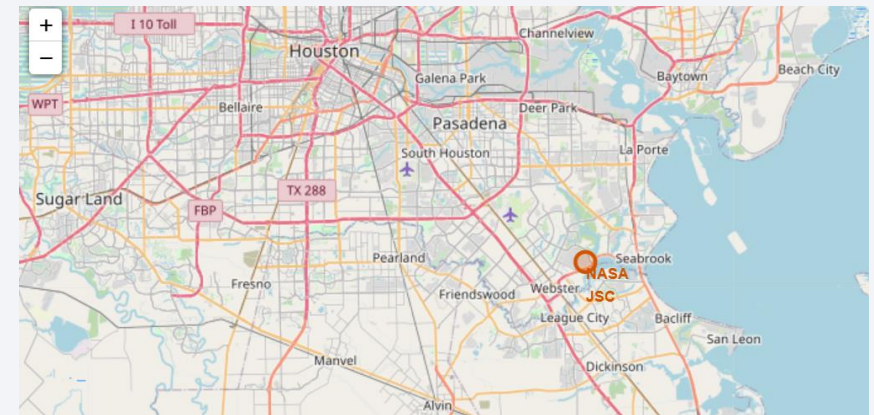 +
−
I 10 Toll
Houston
Channelview
Galena Park
Baytown
Beach City
WPT
Bellaire
Deer Park
Pasadena
South Houston
La Porte
Sugar Land
FBP
TX 288
Pearland
Seabrook
NASA
JSC
Fresno
Friendswood
Webster
League City
Bacliff
San Leon
Manvel
Dickinson
Alvin